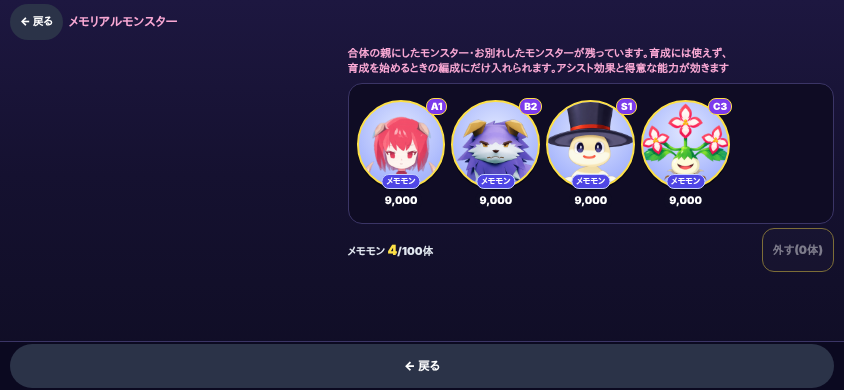 ← 戻る メモリアルモンスター
合体の親にしたモンスター・お別れしたモンスターが残っています。育成には使えず、
育成を始めるときの編成にだけ入れられます。アシスト効果と得意な能力が効きます
A1 B2 S1 C3
メモモン メモモン メモモン メモモン
9,000 9,000 9,000 9,000
メモモン 4/100体 外す(0体)
← 戻る